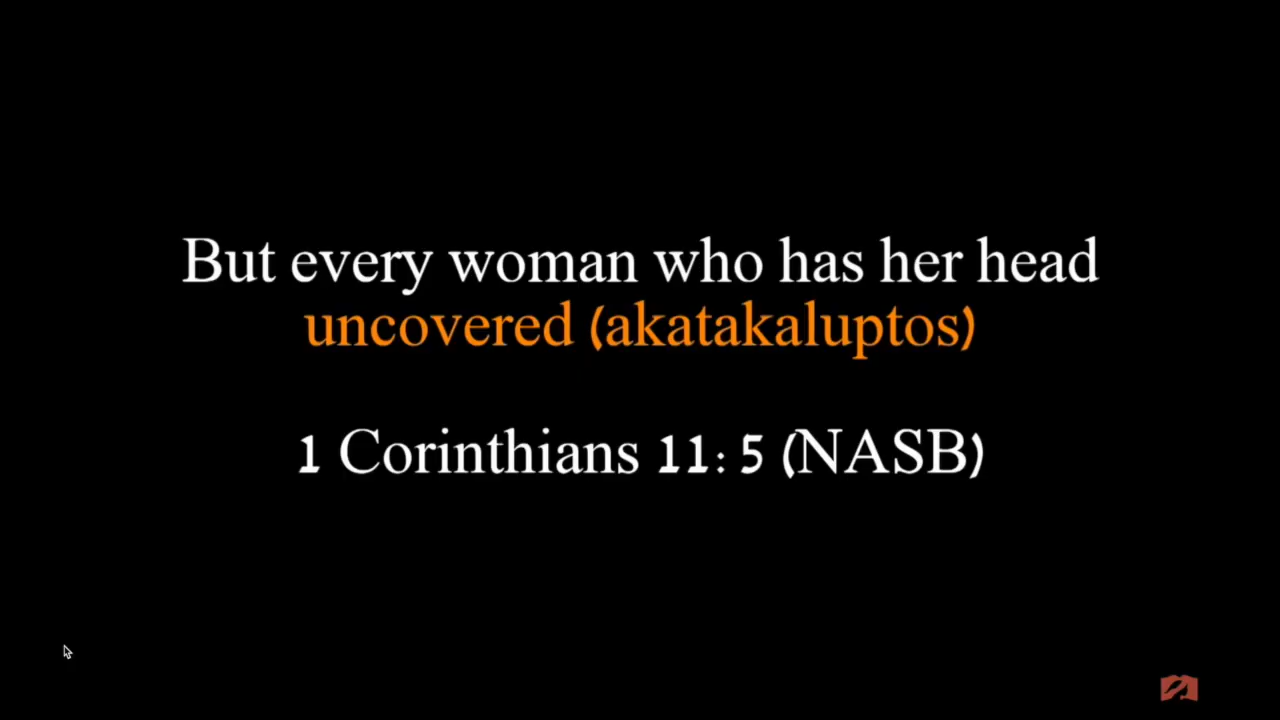 But every woman who has her head
uncovered (akatakaluptos)
1 Corinthians 11:5 (NASB)